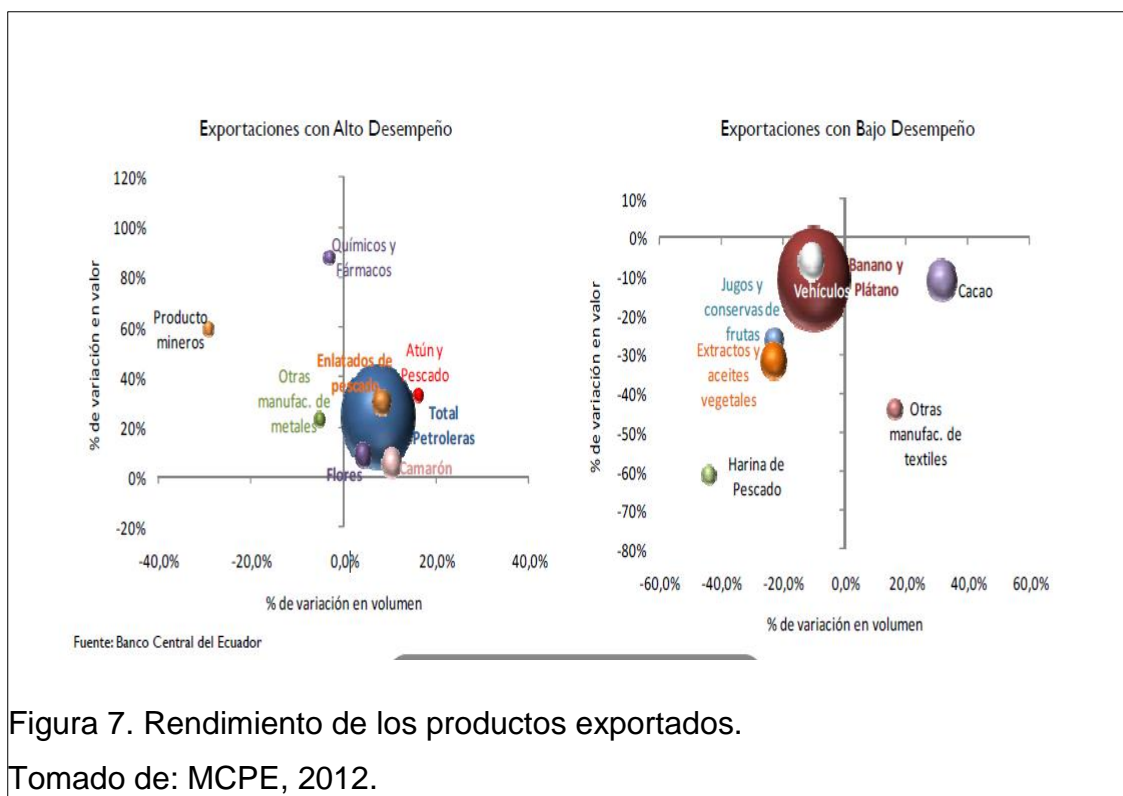 Exportaciones con Alto Desempeño
% de variación en valor
120%
100%
80%
60%
40%
20%
0%
-20%
Químicos y
Fármacos
Producto
mineros
Enlatados de
pescado
Atún y
Pescado
Otras
manufac. de
metales
Total
Petroleras
Flores
Camarón
-40,0%
-20,0%
0,0%
20,0%
40,0%
% de variación en volumen
Fuente: Banco Central del Ecuador
Exportaciones con Bajo Desempeño
% de variación en valor
10%
0%
-10%
-20%
-30%
-40%
-50%
-60%
-70%
-80%
Banano y
Plátano
Vehículos
Cacao
Jugos y
conservas de
frutas
Extractos y
aceites
vegetales
Otras
manufac. de
textiles
Harina de
Pescado
-60,0%
-40,0%
-20,0%
0,0%
20,0%
40,0%
60,0%
% de variación en volumen
Figura 7. Rendimiento de los productos exportados.
Tomado de: MCPE, 2012.